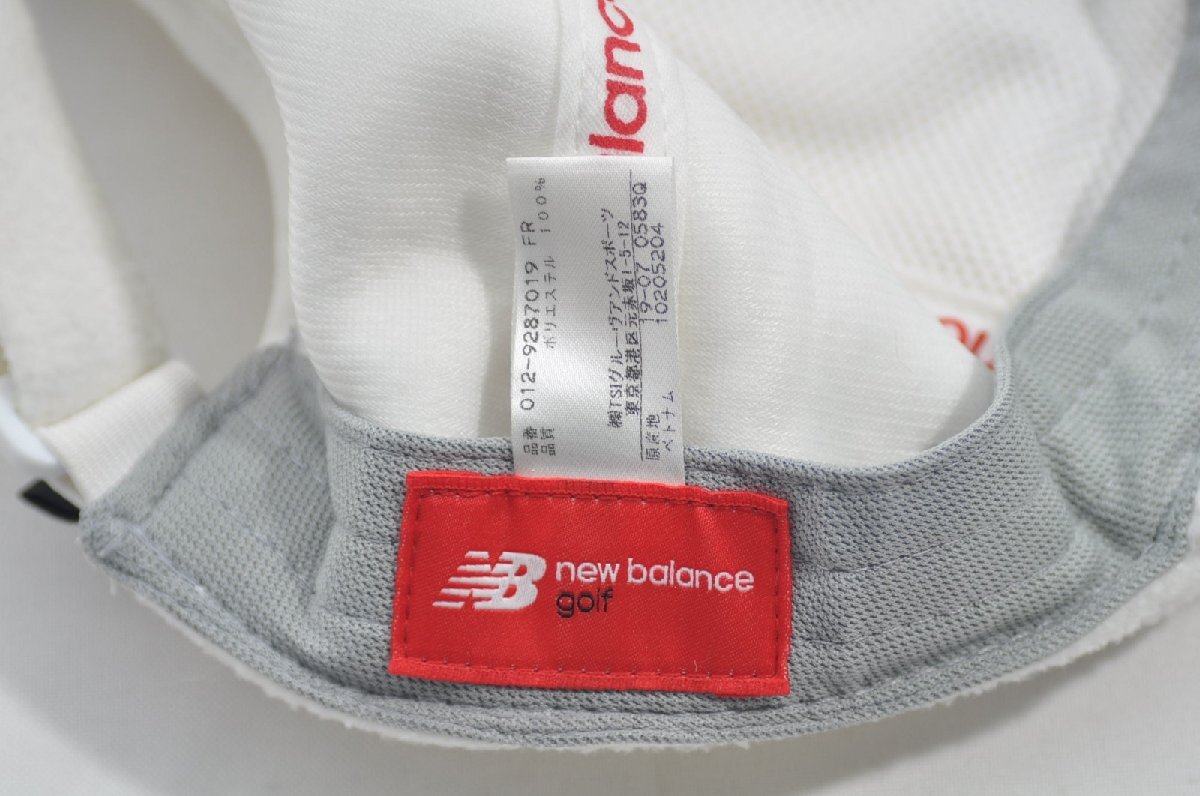 alanc
品番 012-9287019 FR
品質 ポリエステル 100%
㈱TSIグルーヴアンドスポーツ
東京都港区元赤坂1-5-12
19-07 0583Q
原産地 10205204
ベトナム
new balance
golf